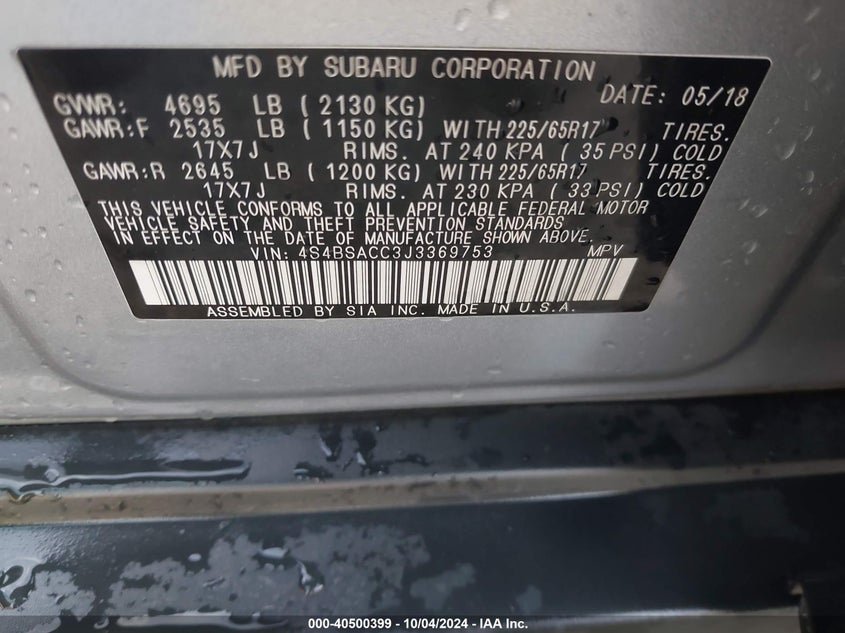 MFD BY SUBARU CORPORATION
GVWR: 4695 LB ( 2130 KG) DATE: 05/18
GAWR:F 2535 LB ( 1150 KG) WITH 225/65R17 TIRES.
17X7J RIMS. AT 240 KPA ( 35 PSI) COLD
GAWR:R 2645 LB ( 1200 KG) WITH 225/65R17 TIRES.
17X7J RIMS. AT 230 KPA ( 33 PSI) COLD
THIS VEHICLE CONFORMS TO ALL APPLICABLE FEDERAL MOTOR
VEHICLE SAFETY AND THEFT PREVENTION STANDARDS
IN EFFECT ON THE DATE OF MANUFACTURE SHOWN ABOVE.
VIN: 4S4BSACC3J3369753 MPV
ASSEMBLED BY SIA INC. MADE IN U.S.A.
000-40500399 - 10/04/2024 - IAA Inc.